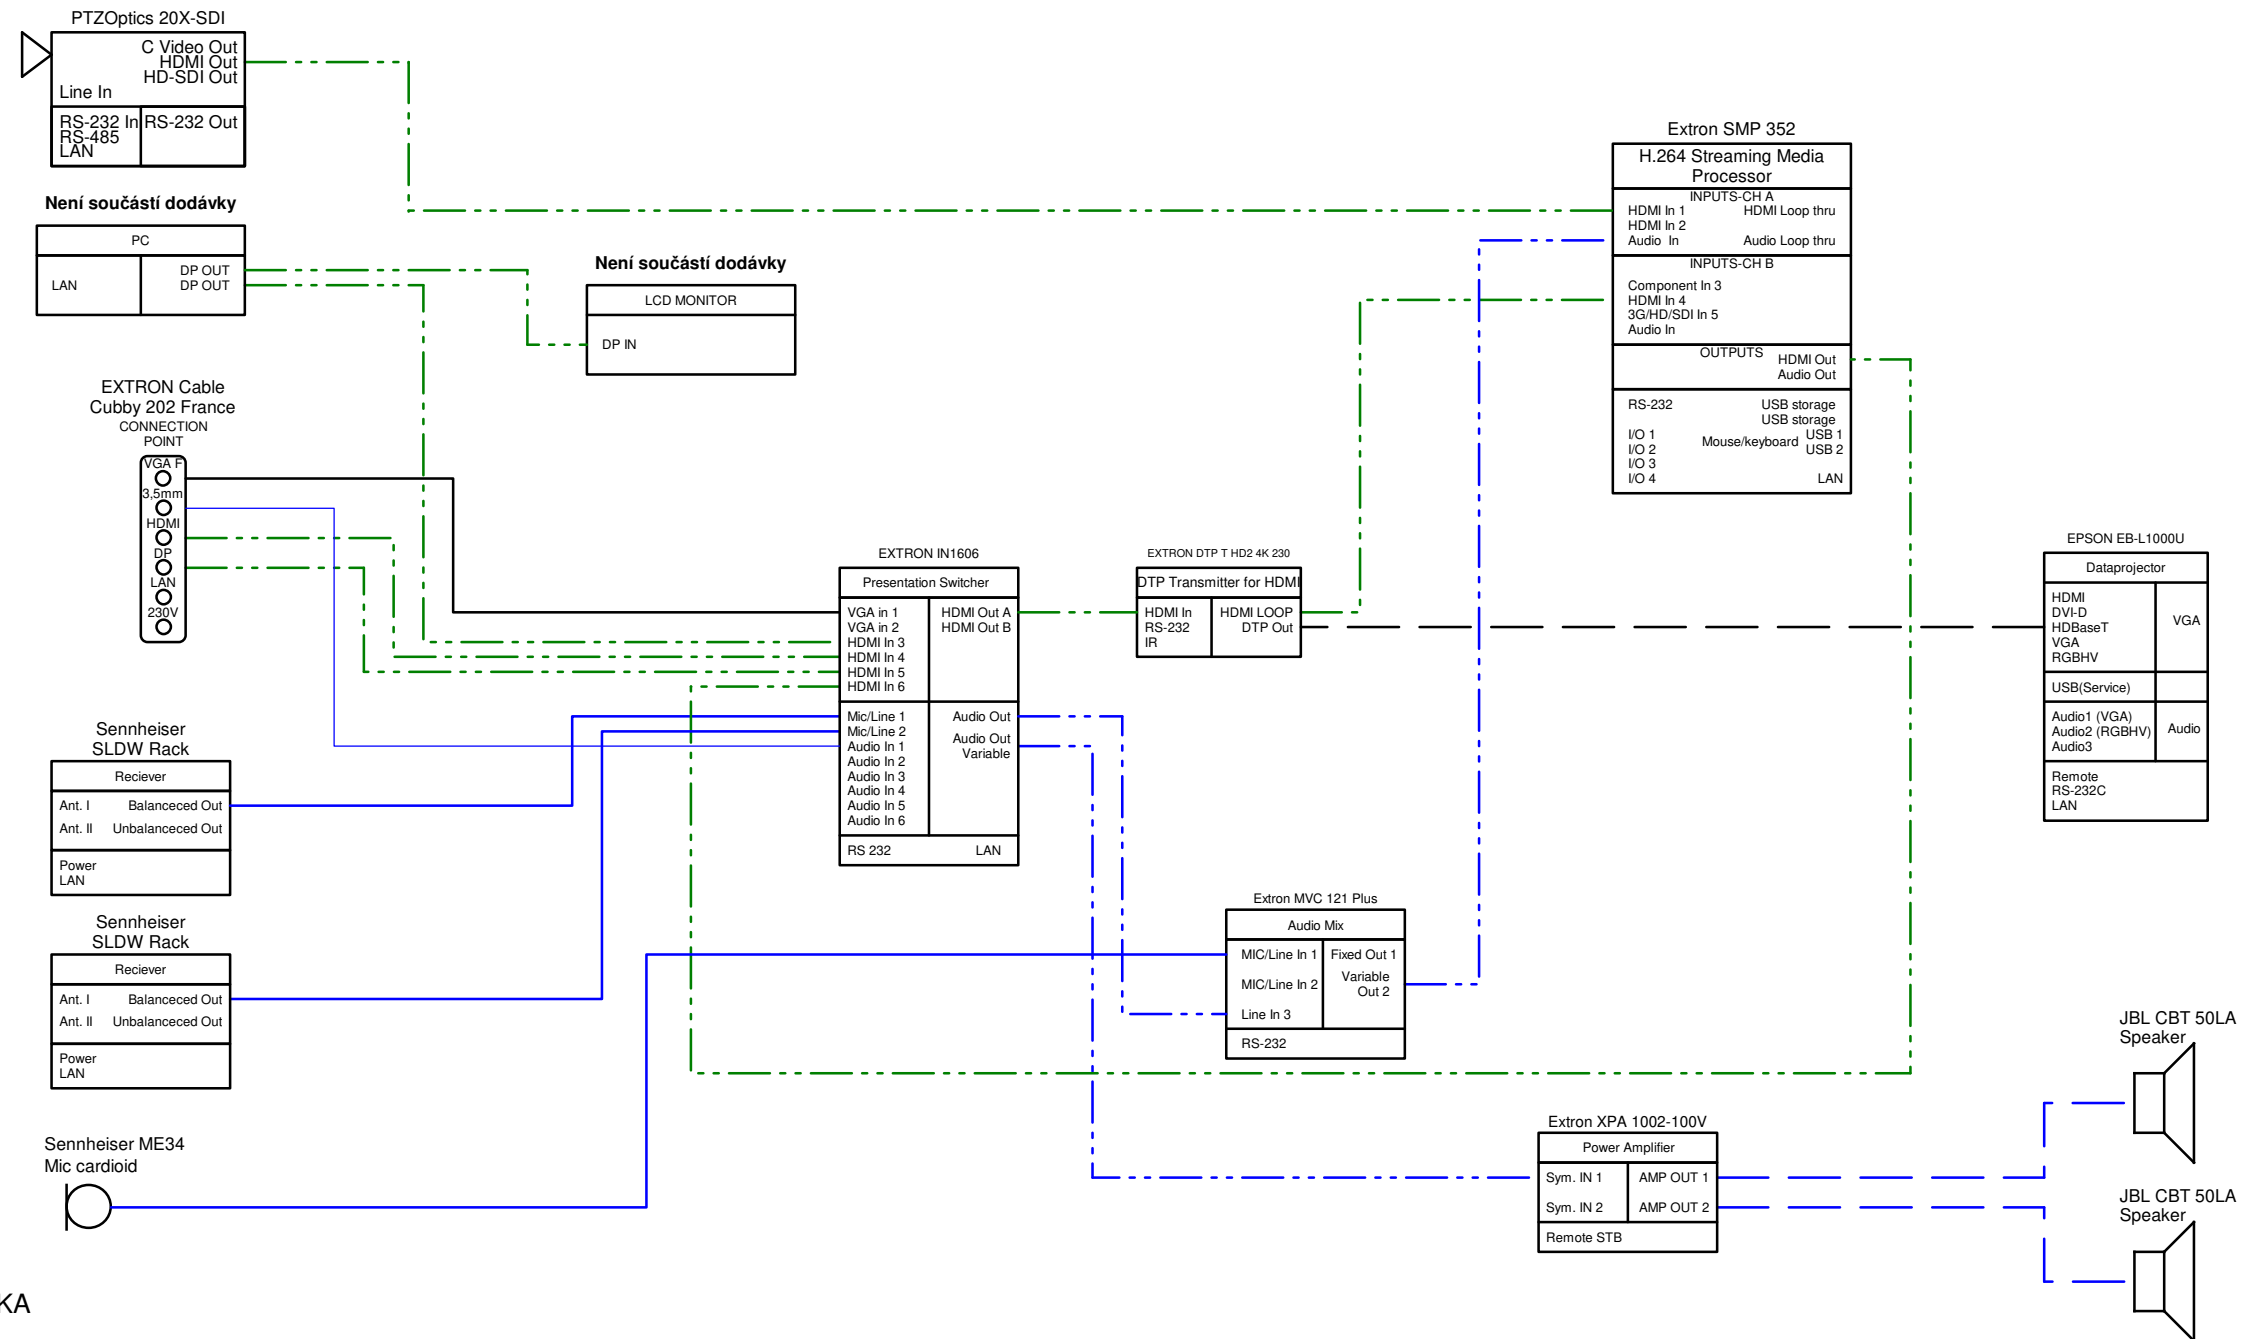 PTZOptics 20X-SDI
C Video Out
HDMI Out
HD-SDI Out
Line In
RS-232 In
RS-485
LAN
RS-232 Out
Není součástí dodávky
PC
LAN
DP OUT
DP OUT
Není součástí dodávky
LCD MONITOR
DP IN
EXTRON Cable
Cubby 202 France
CONNECTION
POINT
VGA F
3,5mm
HDMI
DP
LAN
230V
Extron SMP 352
H.264 Streaming Media
Processor
INPUTS-CH A
HDMI In 1 HDMI Loop thru
HDMI In 2
Audio In Audio Loop thru
INPUTS-CH B
Component In 3
HDMI In 4
3G/HD/SDI In 5
Audio In
OUTPUTS
HDMI Out
Audio Out
RS-232 USB storage
USB storage
I/O 1 Mouse/keyboard USB 1
I/O 2 USB 2
I/O 3
I/O 4 LAN
EXTRON IN1606
Presentation Switcher
VGA in 1 HDMI Out A
VGA in 2 HDMI Out B
HDMI In 3
HDMI In 4
HDMI In 5
HDMI In 6
Mic/Line 1 Audio Out
Mic/Line 2
Audio In 1
Audio In 2
Audio In 3
Audio In 4
Audio In 5
Audio In 6
Audio Out
Variable
RS 232 LAN
EXTRON DTP T HD2 4K 230
DTP Transmitter for HDMI
HDMI In HDMI LOOP
RS-232 DTP Out
IR
EPSON EB-L1000U
Dataprojector
HDMI
DVI-D
HDBaseT
VGA
RGBHV
VGA
USB(Service)
Audio1 (VGA)
Audio2 (RGBHV)
Audio3
Audio
Remote
RS-232C
LAN
Sennheiser
SLDW Rack
Reciever
Ant. I Balanceced Out
Ant. II Unbalanceced Out
Power
LAN
Sennheiser
SLDW Rack
Reciever
Ant. I Balanceced Out
Ant. II Unbalanceced Out
Power
LAN
Extron MVC 121 Plus
Audio Mix
MIC/Line In 1 Fixed Out 1
MIC/Line In 2
Variable
Out 2
Line In 3
RS-232
Sennheiser ME34
Mic cardioid
Extron XPA 1002-100V
Power Amplifier
Sym. IN 1 AMP OUT 1
Sym. IN 2 AMP OUT 2
Remote STB
JBL CBT 50LA
Speaker
JBL CBT 50LA
Speaker
KA